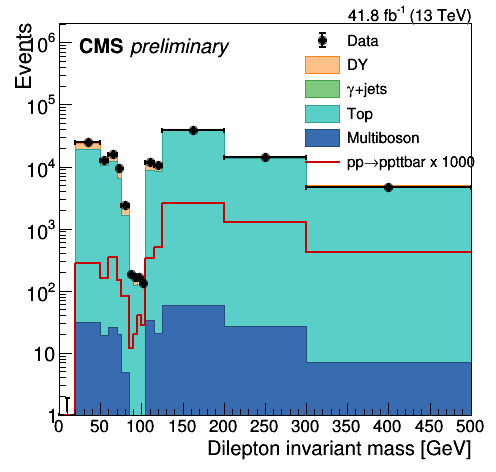 41.8 fb⁻¹ (13 TeV)
CMS preliminary
Events
10⁶
10⁵
10⁴
10³
10²
10
1
Data
DY
γ+jets
Top
Multiboson
pp→ppttbar x 1000
0 50 100 150 200 250 300 350 400 450 500
Dilepton invariant mass [GeV]